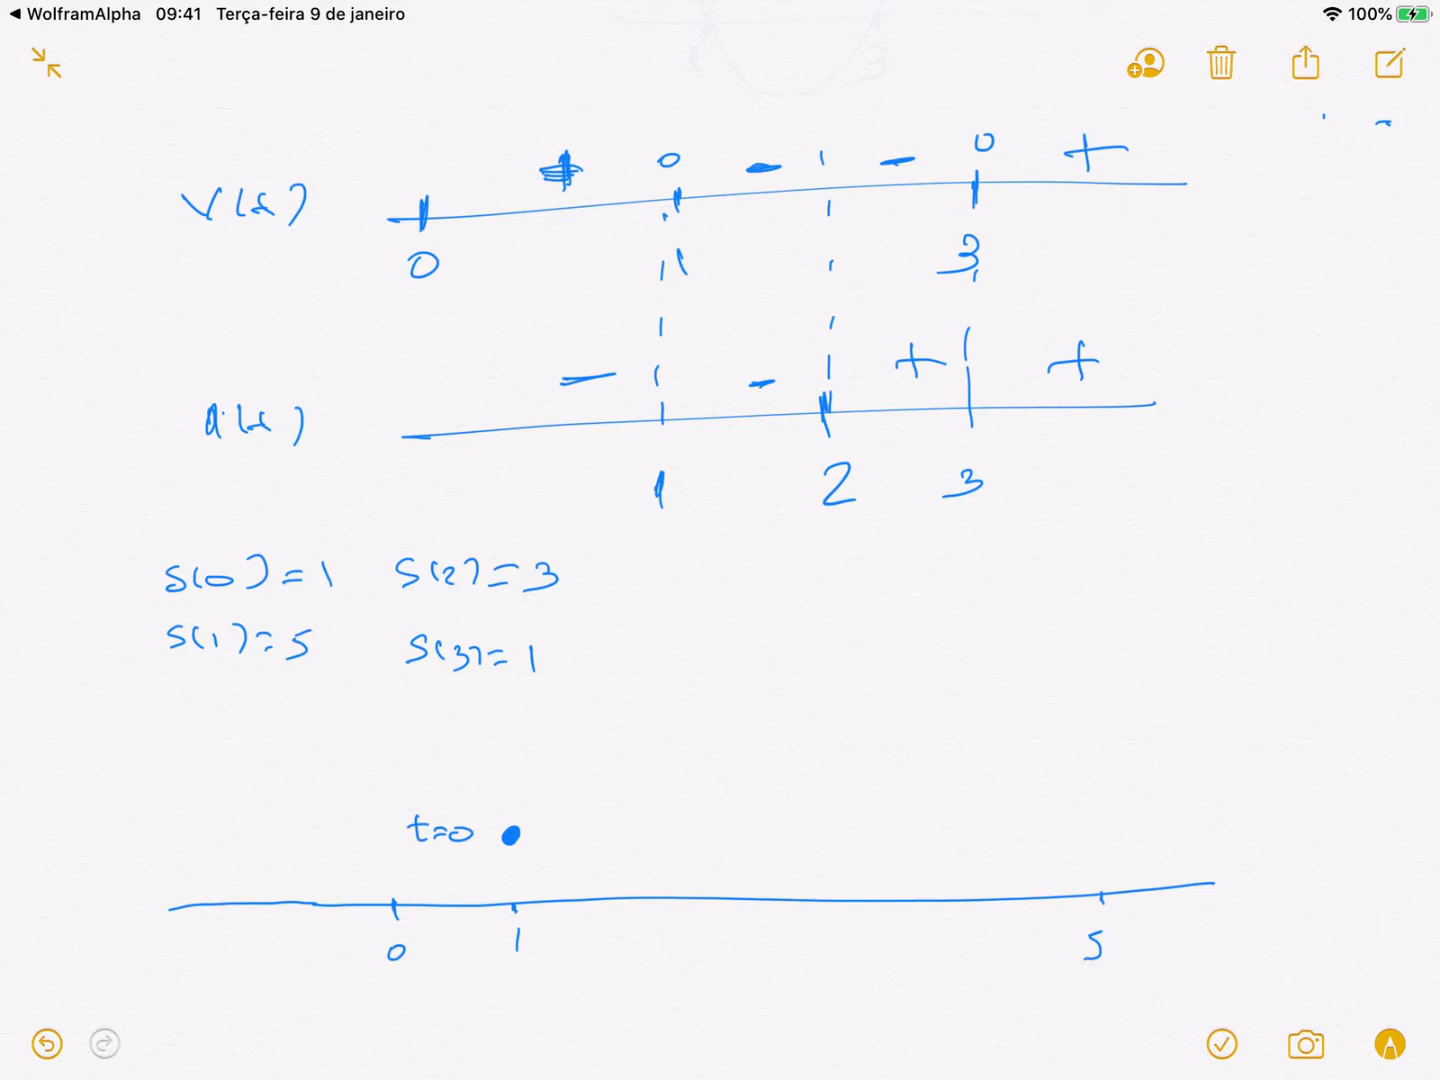 WolframAlpha 09:41 Terça-feira 9 de janeiro 100%
+ 0 - - 0 +
V(t)
0 1 3
- - + +
a(t)
1 2 3
s(0)=1 s(2)=3
s(1)=5 s(3)=1
t=0
0 1 5